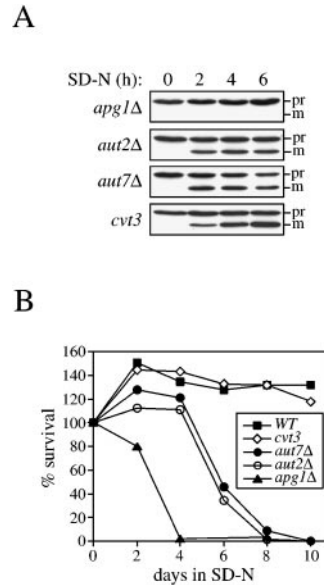 A
SD-N (h): 0 2 4 6
apg1Δ pr
m
aut2Δ pr
m
aut7Δ pr
m
cvt3 pr
m
B
160
140
120
100
80
60
40
20
0
% survival
WT
cvt3
aut7Δ
aut2Δ
apg1Δ
0 2 4 6 8 10
days in SD-N